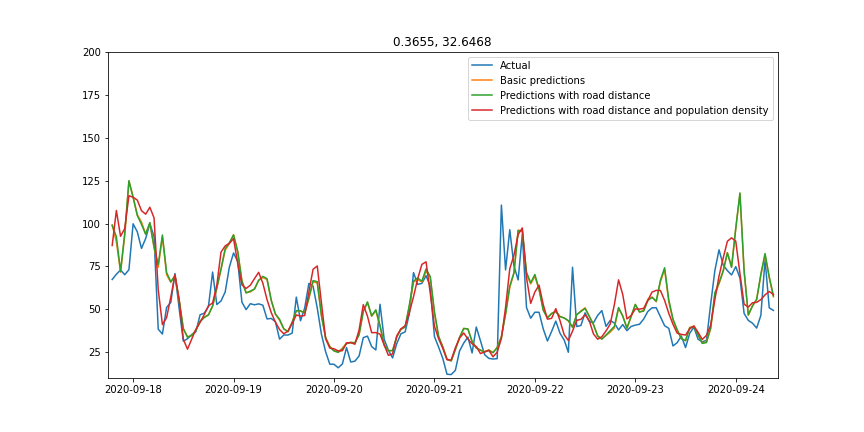 0.3655, 32.6468
200
175
150
125
100
75
50
25
Actual
Basic predictions
Predictions with road distance
Predictions with road distance and population density
2020-09-18 2020-09-19 2020-09-20 2020-09-21 2020-09-22 2020-09-23 2020-09-24